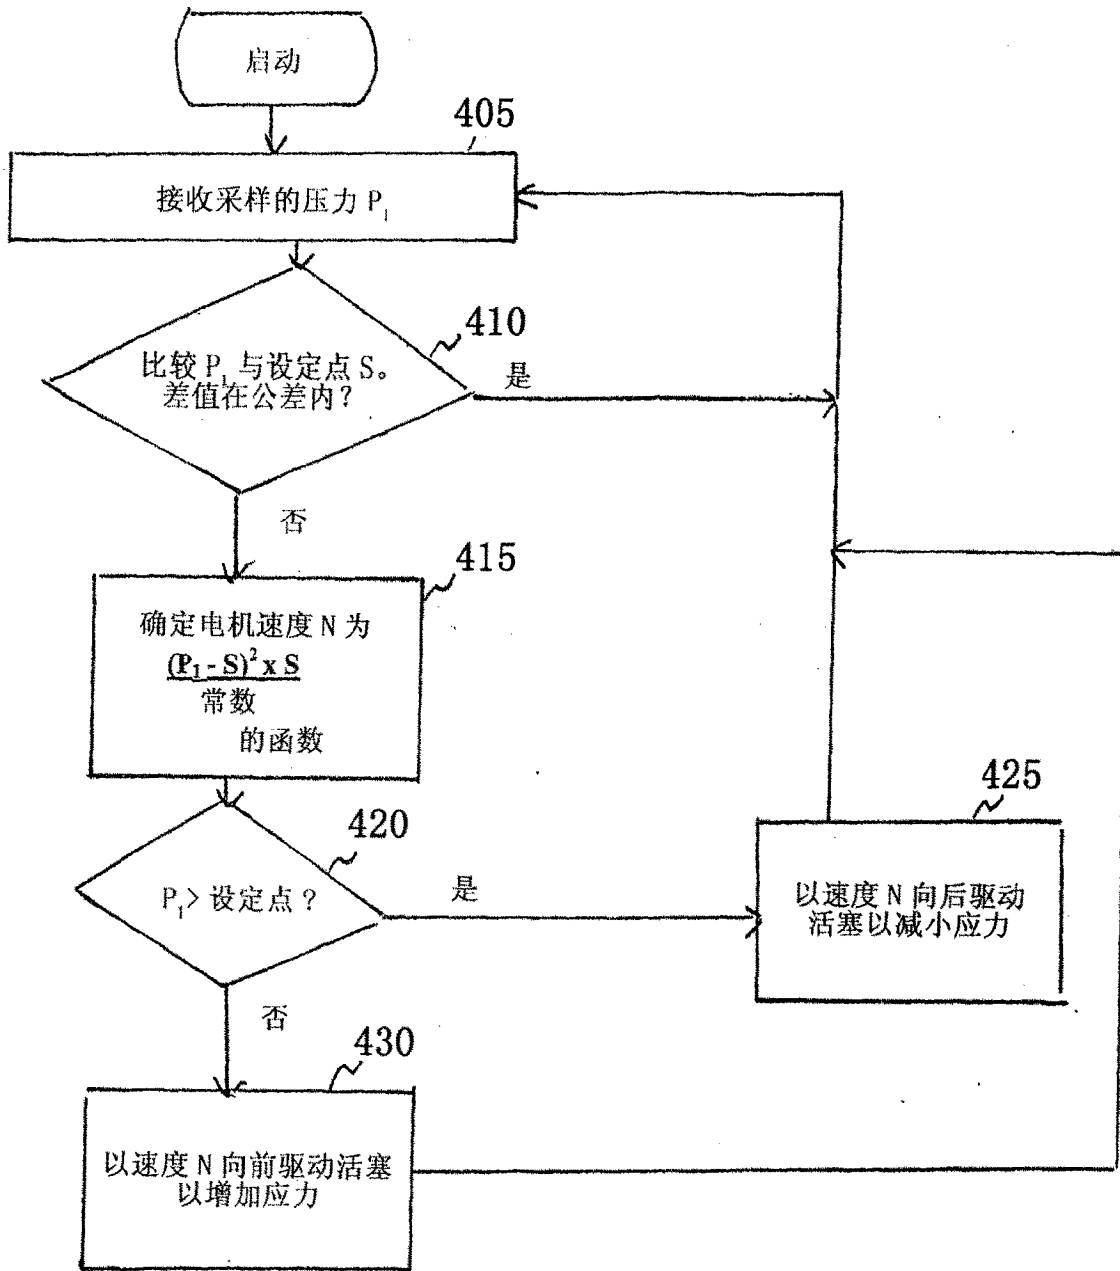 启动
405
接收采样的压力 P₁
410
比较 P₁ 与设定点 S。
差值在公差内？
是
否
415
确定电机速度 N 为
(P₁ - S)² x S
常数
的函数
420
P₁> 设定点？
是
425
以速度 N 向后驱动
活塞以减小应力
否
430
以速度 N 向前驱动活塞
以增加应力